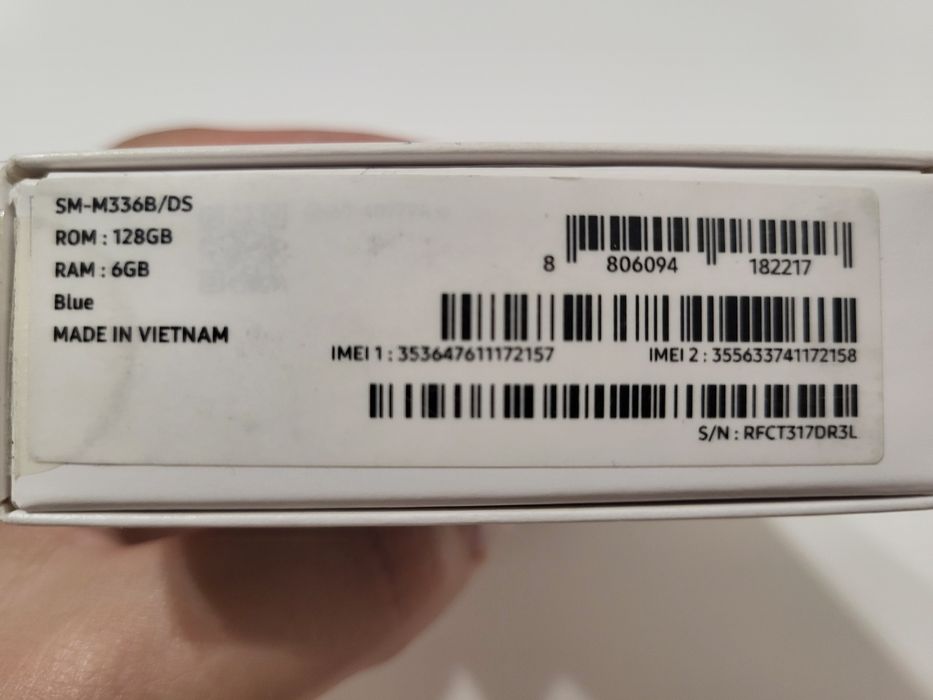 SM-M336B/DS
ROM : 128GB
RAM : 6GB
Blue
MADE IN VIETNAM
8 806094 182217
IMEI 1 : 353647611172157 IMEI 2 : 355633741172158
S/N : RFCT317DR3L